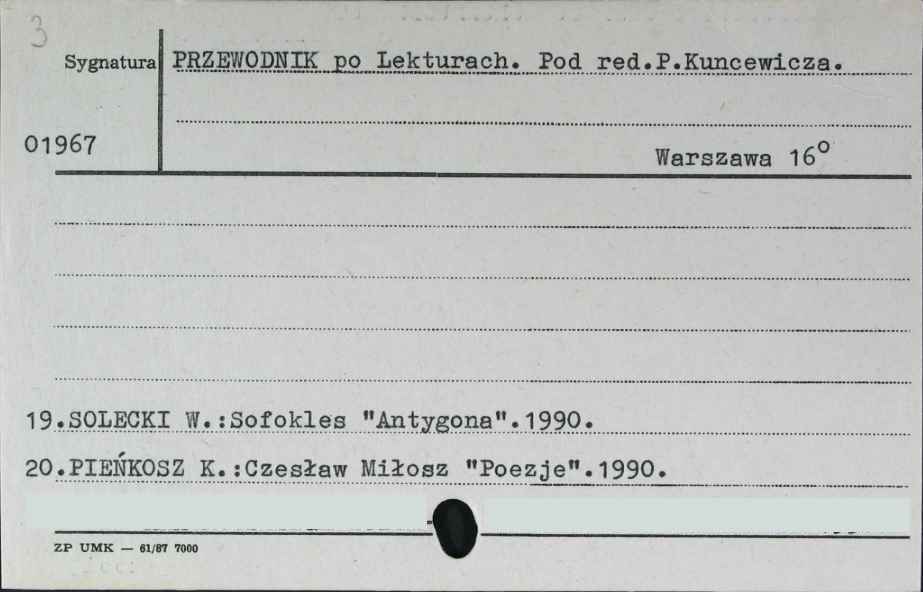 3
Sygnatura
PRZEWODNIK po Lekturach. Pod red.P.Kuncewicza.
01967
Warszawa 16°
19.SOLECKI W.:Sofokles "Antygona".1990.
20.PIEŃKOSZ K.:Czesław Miłosz "Poezje".1990.
ZP UMK — 61/87 7000